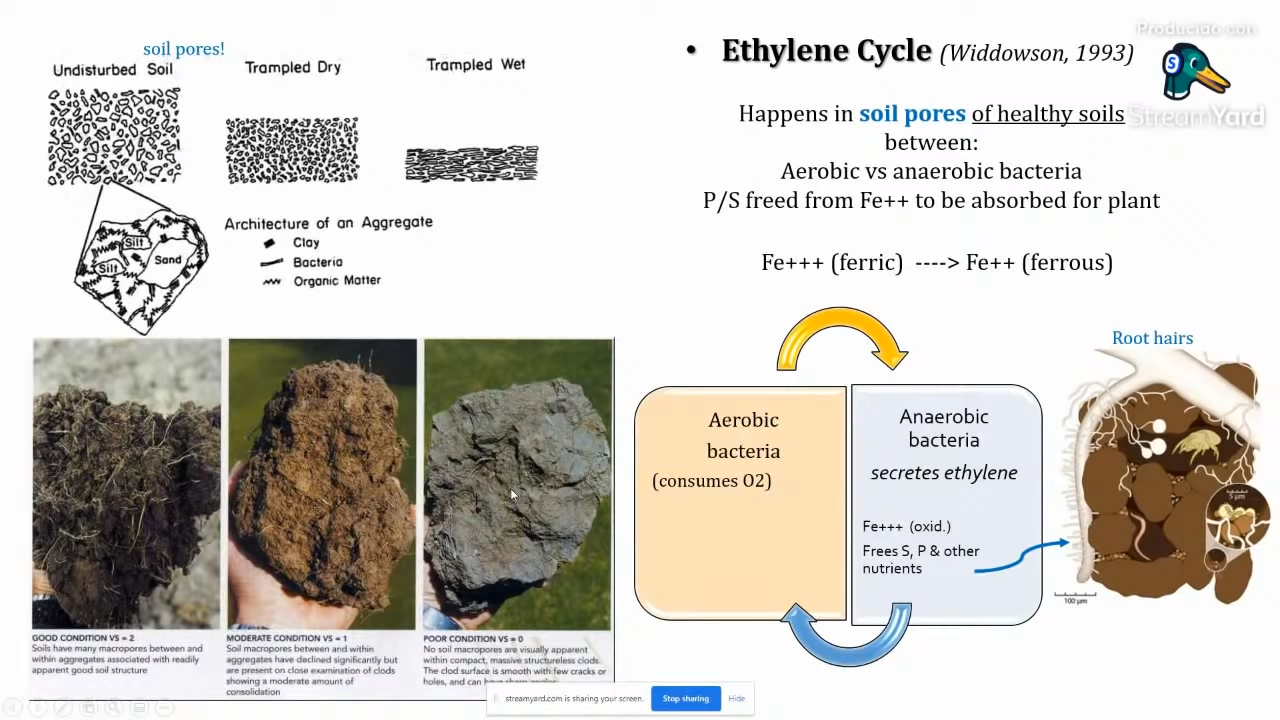 soil pores!
Undisturbed Soil
Trampled Dry
Trampled Wet
Silt
Silt
Sand
Architecture of an Aggregate
Clay
Bacteria
Organic Matter
GOOD CONDITION VS = 2
Soils have many macropores between and
within aggregates associated with readily
apparent good soil structure
MODERATE CONDITION VS = 1
Soil macropores between and within
aggregates have declined significantly but
are present on close examination of clods
showing a moderate amount of
consolidation
POOR CONDITION VS = 0
No soil macropores are visually apparent
within compact, massive structureless clods.
The clod surface is smooth with few cracks or
holes, and can have sharp angles
• Ethylene Cycle (Widdowson, 1993)
Happens in soil pores of healthy soils
between:
Aerobic vs anaerobic bacteria
P/S freed from Fe++ to be absorbed for plant
Fe+++ (ferric) ----> Fe++ (ferrous)
Aerobic
bacteria
(consumes O2)
Anaerobic
bacteria
secretes ethylene
Fe+++ (oxid.)
Frees S, P & other
nutrients
Root hairs
5 µm
100 µm
Producido con
S
StreamYard
streamyard.com is sharing your screen.
Stop sharing
Hide